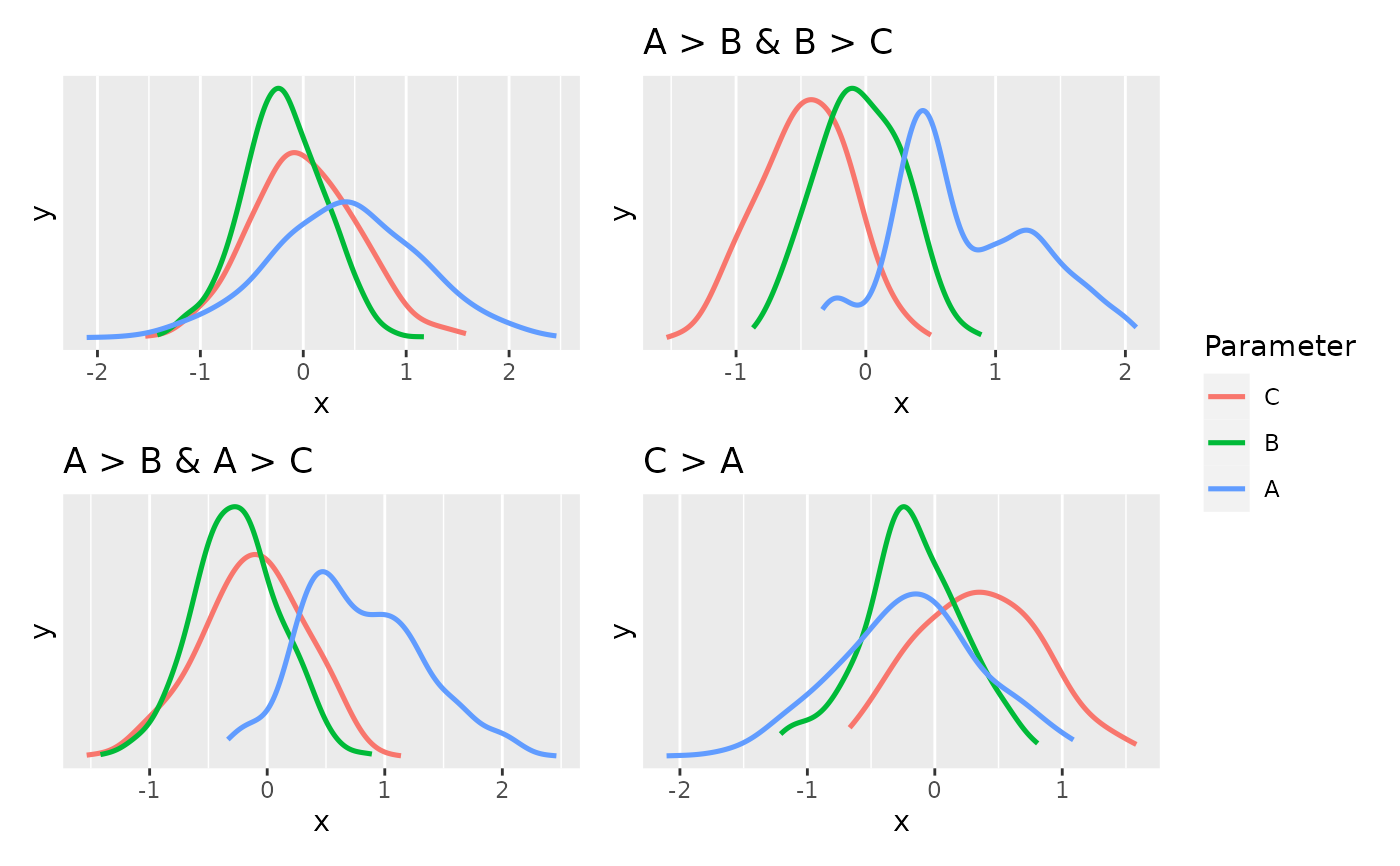 A > B & B > C
y
-2 -1 0 1 2
x
y
-1 0 1 2
x
A > B & A > C
y
-1 0 1 2
x
C > A
y
-2 -1 0 1
x
Parameter
C
B
A